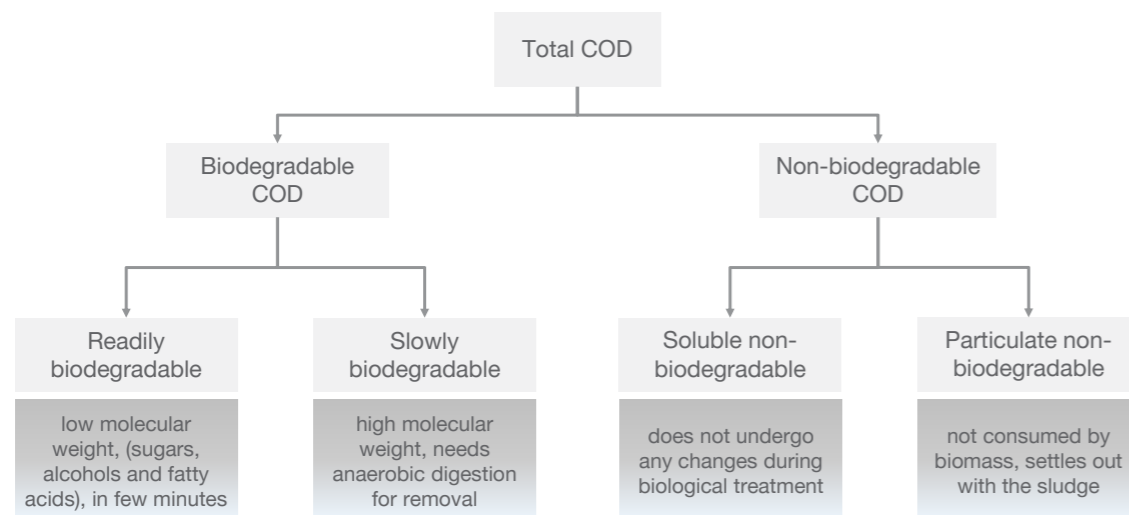 Total COD
Biodegradable
COD
Non-biodegradable
COD
Readily
biodegradable
Slowly
biodegradable
Soluble non-
biodegradable
Particulate non-
biodegradable
low molecular
weight, (sugars,
alcohols and fatty
acids), in few minutes
high molecular
weight, needs
anaerobic digestion
for removal
does not undergo
any changes during
biological treatment
not consumed by
biomass, settles out
with the sludge